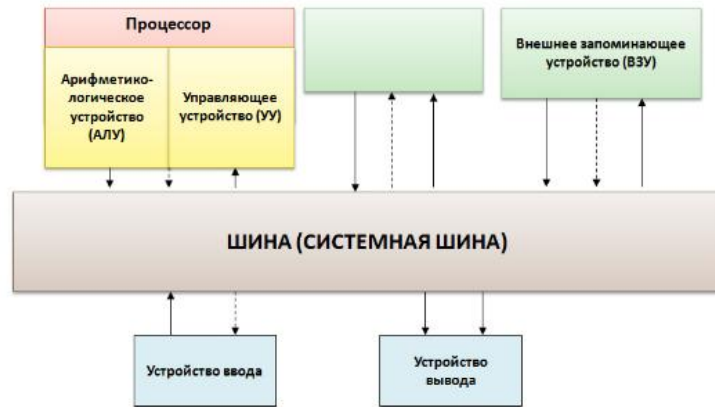 Процессор
Арифметико-
логическое
устройство
(АЛУ)
Управляющее
устройство (УУ)
Внешнее запоминающее
устройство (ВЗУ)
ШИНА (СИСТЕМНАЯ ШИНА)
Устройство ввода
Устройство
вывода